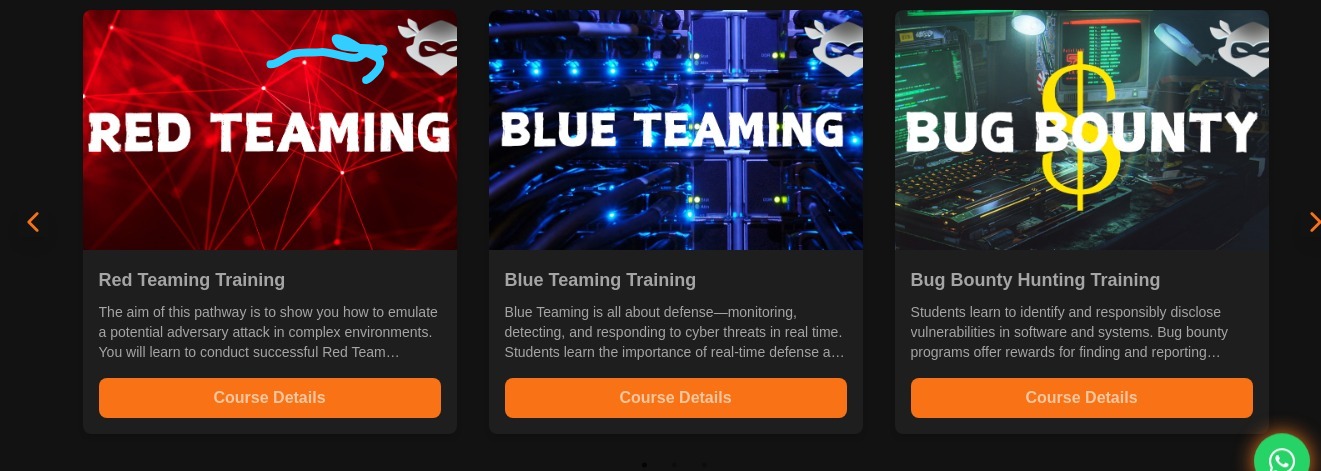 RED TEAMING
BLUE TEAMING
BUG BOUNTY
$
Red Teaming Training
The aim of this pathway is to show you how to emulate
a potential adversary attack in complex environments.
You will learn to conduct successful Red Team…
Course Details
Blue Teaming Training
Blue Teaming is all about defense—monitoring,
detecting, and responding to cyber threats in real time.
Students learn the importance of real-time defense a…
Course Details
Bug Bounty Hunting Training
Students learn to identify and responsibly disclose
vulnerabilities in software and systems. Bug bounty
programs offer rewards for finding and reporting…
Course Details